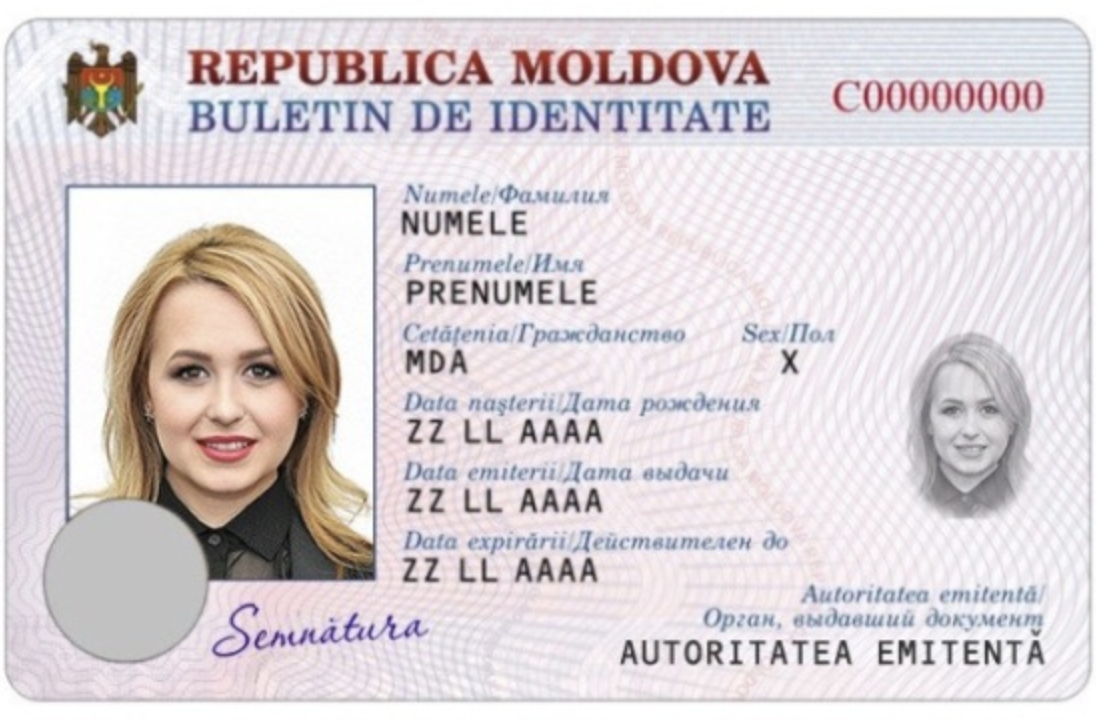 REPUBLICA MOLDOVA
BULETIN DE IDENTITATE
C00000000
Numele/Фамилия
NUMELE
Prenumele/Имя
PRENUMELE
Cetăţenia/Гражданство Sex/Пол
MDA X
Data naşterii/Дата рождения
ZZ LL AAAA
Data emiterii/Дата выдачи
ZZ LL AAAA
Data expirării/Действителен до
ZZ LL AAAA
Semnătura
Autoritatea emitentă/
Орган, выдавший документ
AUTORITATEA EMITENTĂ